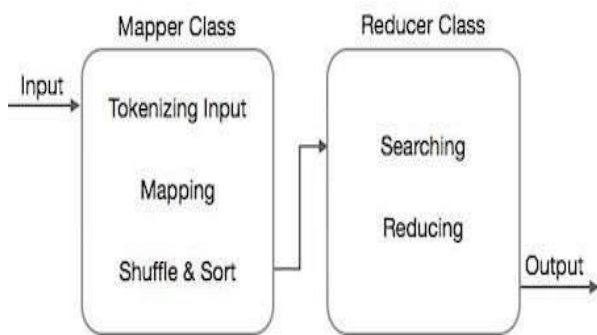 Mapper Class
Reducer Class
Input
Tokenizing Input
Mapping
Shuffle & Sort
Searching
Reducing
Output